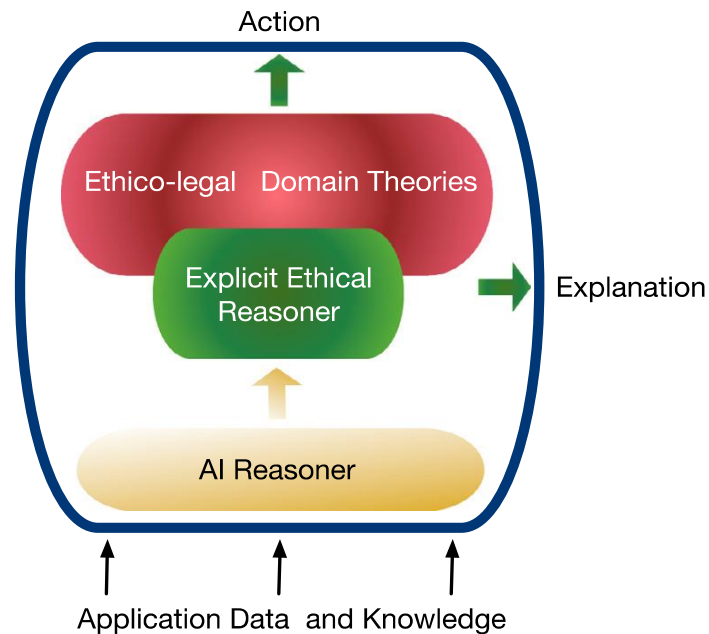 Action
Ethico-legal Domain Theories
Explicit Ethical
Reasoner
Explanation
AI Reasoner
Application Data and Knowledge